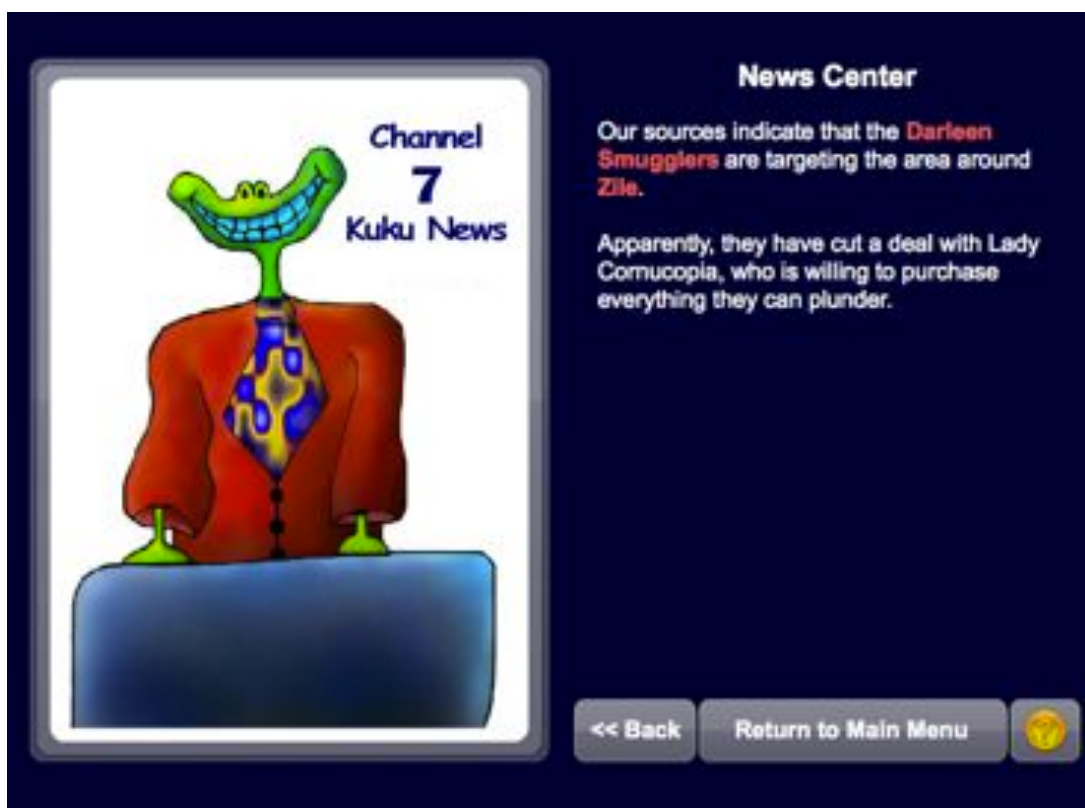 Channel
7
Kuku News
News Center
Our sources indicate that the Darleen
Smugglers are targeting the area around
Zile.
Apparently, they have cut a deal with Lady
Cornucopia, who is willing to purchase
everything they can plunder.
<< Back
Return to Main Menu
?